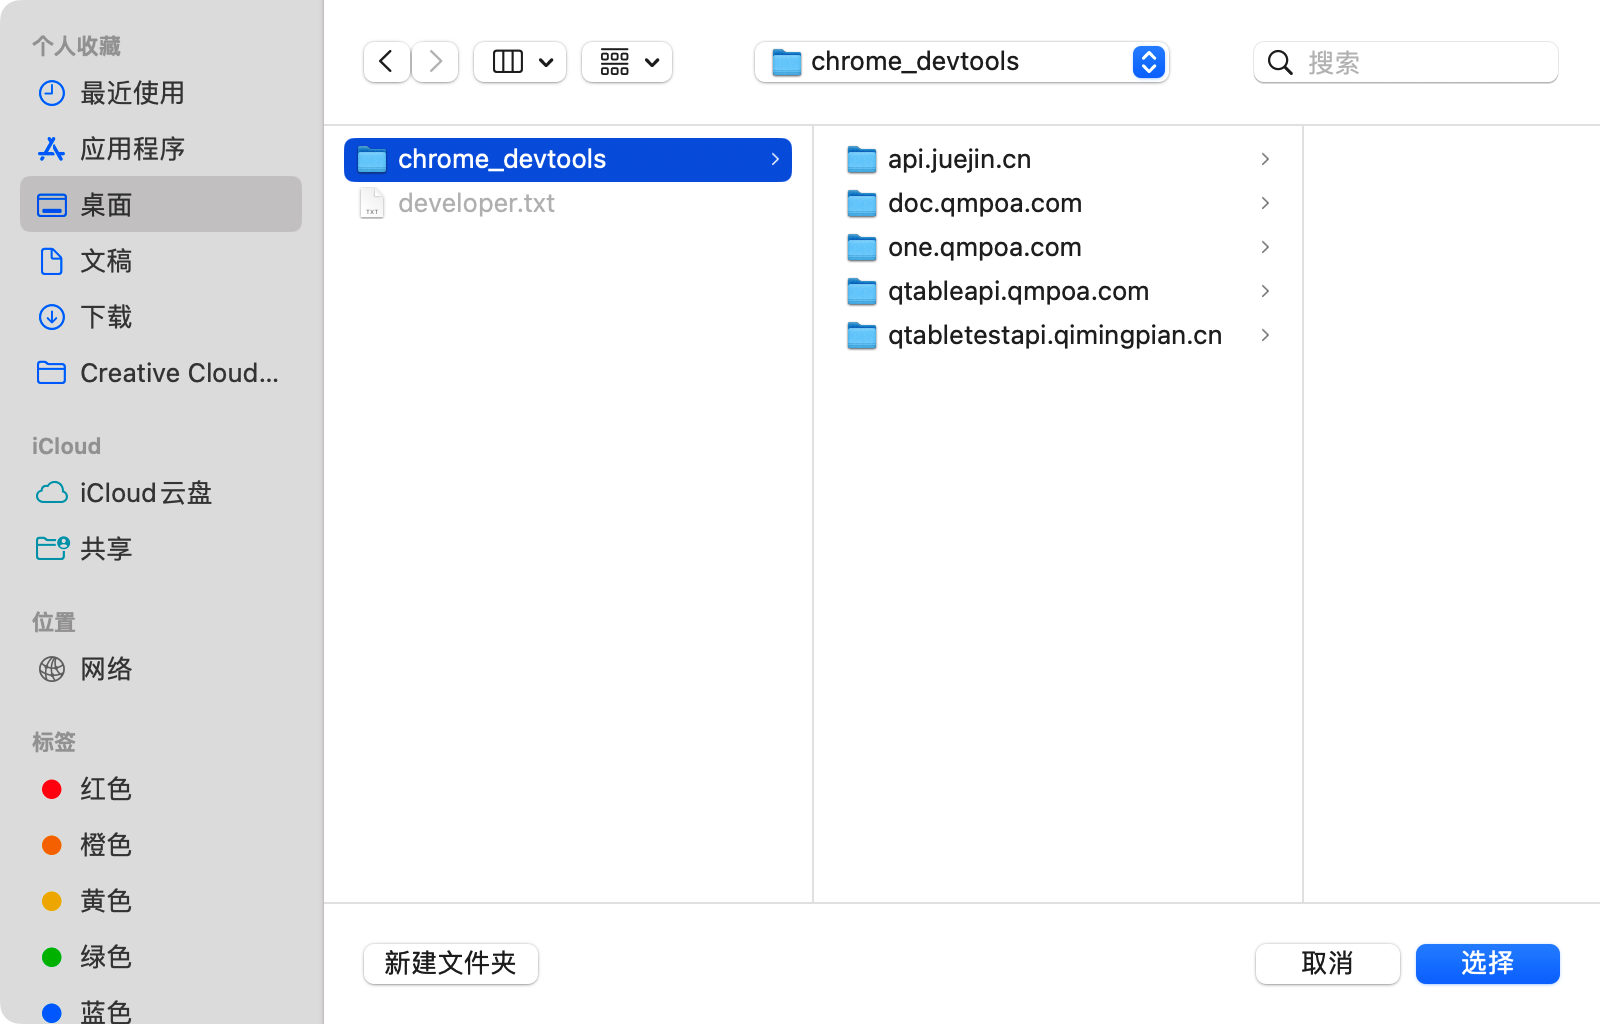 个人收藏
最近使用
应用程序
桌面
文稿
下载
Creative Cloud...
iCloud
iCloud云盘
共享
位置
网络
标签
红色
橙色
黄色
绿色
蓝色
chrome_devtools
搜索
chrome_devtools
developer.txt
TXT
api.juejin.cn
doc.qmpoa.com
one.qmpoa.com
qtableapi.qmpoa.com
qtabletestapi.qimingpian.cn
新建文件夹
取消
选择